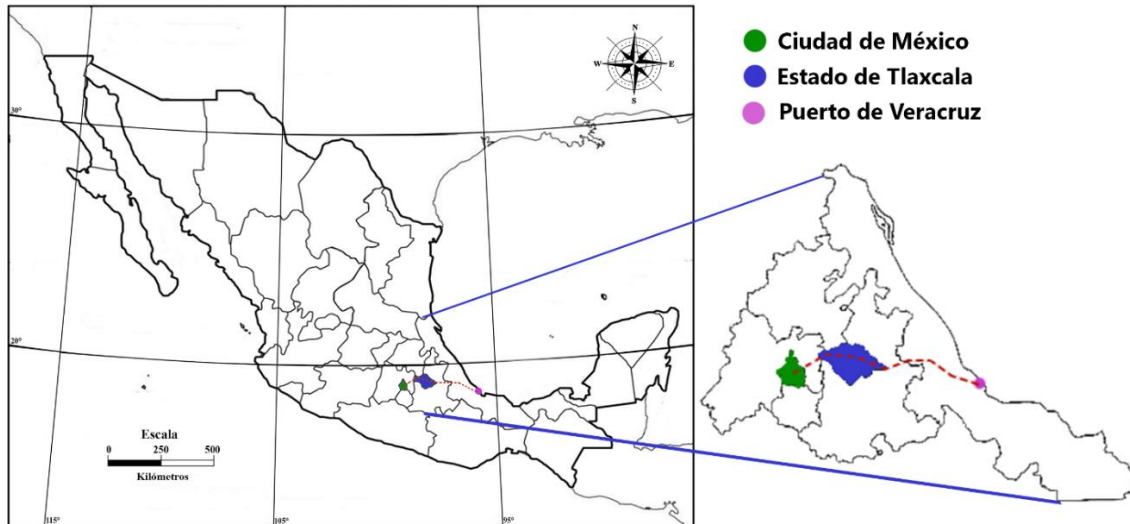 N
W E
S
30°
20°
Escala
0 250 500
Kilómetros
115° 105° 95°
Ciudad de México
Estado de Tlaxcala
Puerto de Veracruz